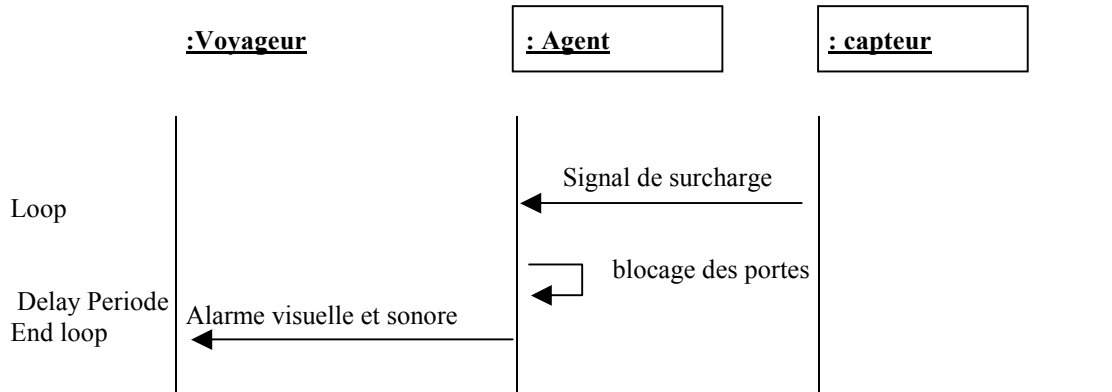 :Voyageur
: Agent
: capteur
Signal de surcharge
Loop
blocage des portes
Delay Periode
Alarme visuelle et sonore
End loop